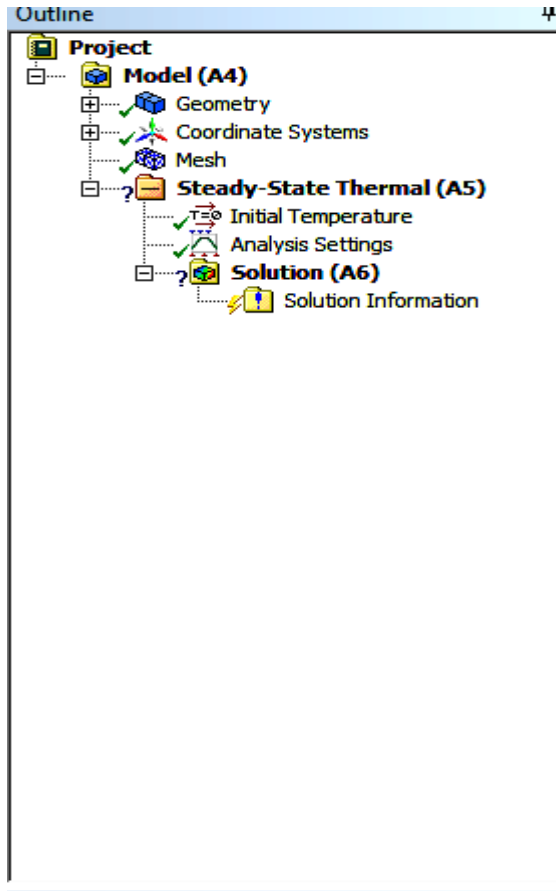 Outline
Project
Model (A4)
Geometry
Coordinate Systems
Mesh
? Steady-State Thermal (A5)
T=0 Initial Temperature
Analysis Settings
? Solution (A6)
! Solution Information